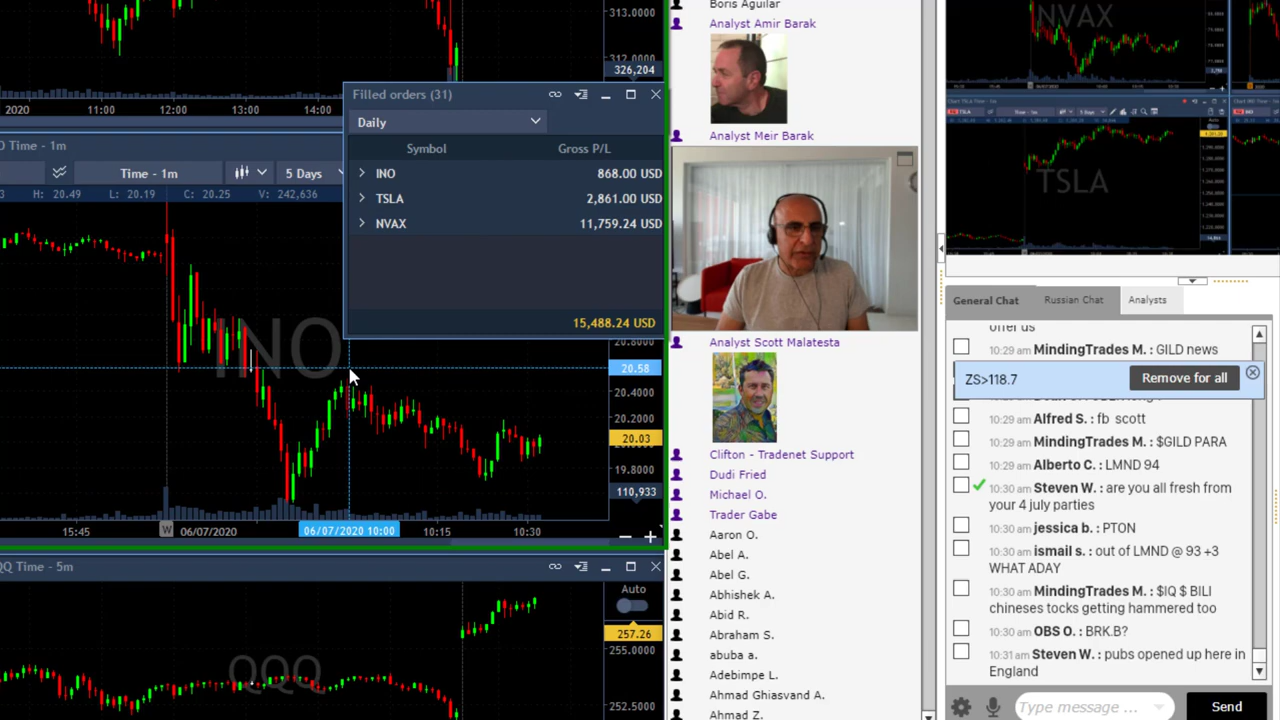 313.0000
312.0000
326,204
2020
11:00
12:00
13:00
14:00
Filled orders (31)
Daily
Symbol
Gross P/L
INO
868.00 USD
TSLA
2,861.00 USD
NVAX
11,759.24 USD
15,488.24 USD
O Time - 1m
Time - 1m
5 Days
3
H: 20.49
L: 20.19
C: 20.25
V: 242,636
INO
20.8000
20.58
20.4000
20.2000
20.03
19.8000
110,933
15:45
W
06/07/2020
06/07/2020 10:00
10:15
10:30
QQ Time - 5m
Auto
257.26
255.0000
252.5000
QQQ
Boris Aguilar
Analyst Amir Barak
Analyst Meir Barak
Analyst Scott Malatesta
Clifton - Tradenet Support
Dudi Fried
Michael O.
Trader Gabe
Aaron O.
Abel A.
Abel G.
Abhishek A.
Abid R.
Abraham S.
abuba a.
Adebimpe L.
Ahmad Ghiasvand A.
Ahmad Z.
NVAX
TSLA
General Chat
Russian Chat
Analysts
offer us
10:29 am MindingTrades M. : GILD news
ZS>118.7
Remove for all
10:29 am Alfred S. : fb scott
10:29 am MindingTrades M. : $GILD PARA
10:29 am Alberto C. : LMND 94
10:30 am Steven W. : are you all fresh from
your 4 july parties
10:30 am jessica b. : PTON
10:30 am ismail s. : out of LMND @ 93 +3
WHAT ADAY
10:30 am MindingTrades M. : $IQ $ BILI
chineses tocks getting hammered too
10:30 am OBS O. : BRK.B?
10:31 am Steven W. : pubs opened up here in
England
Type message ...
Send